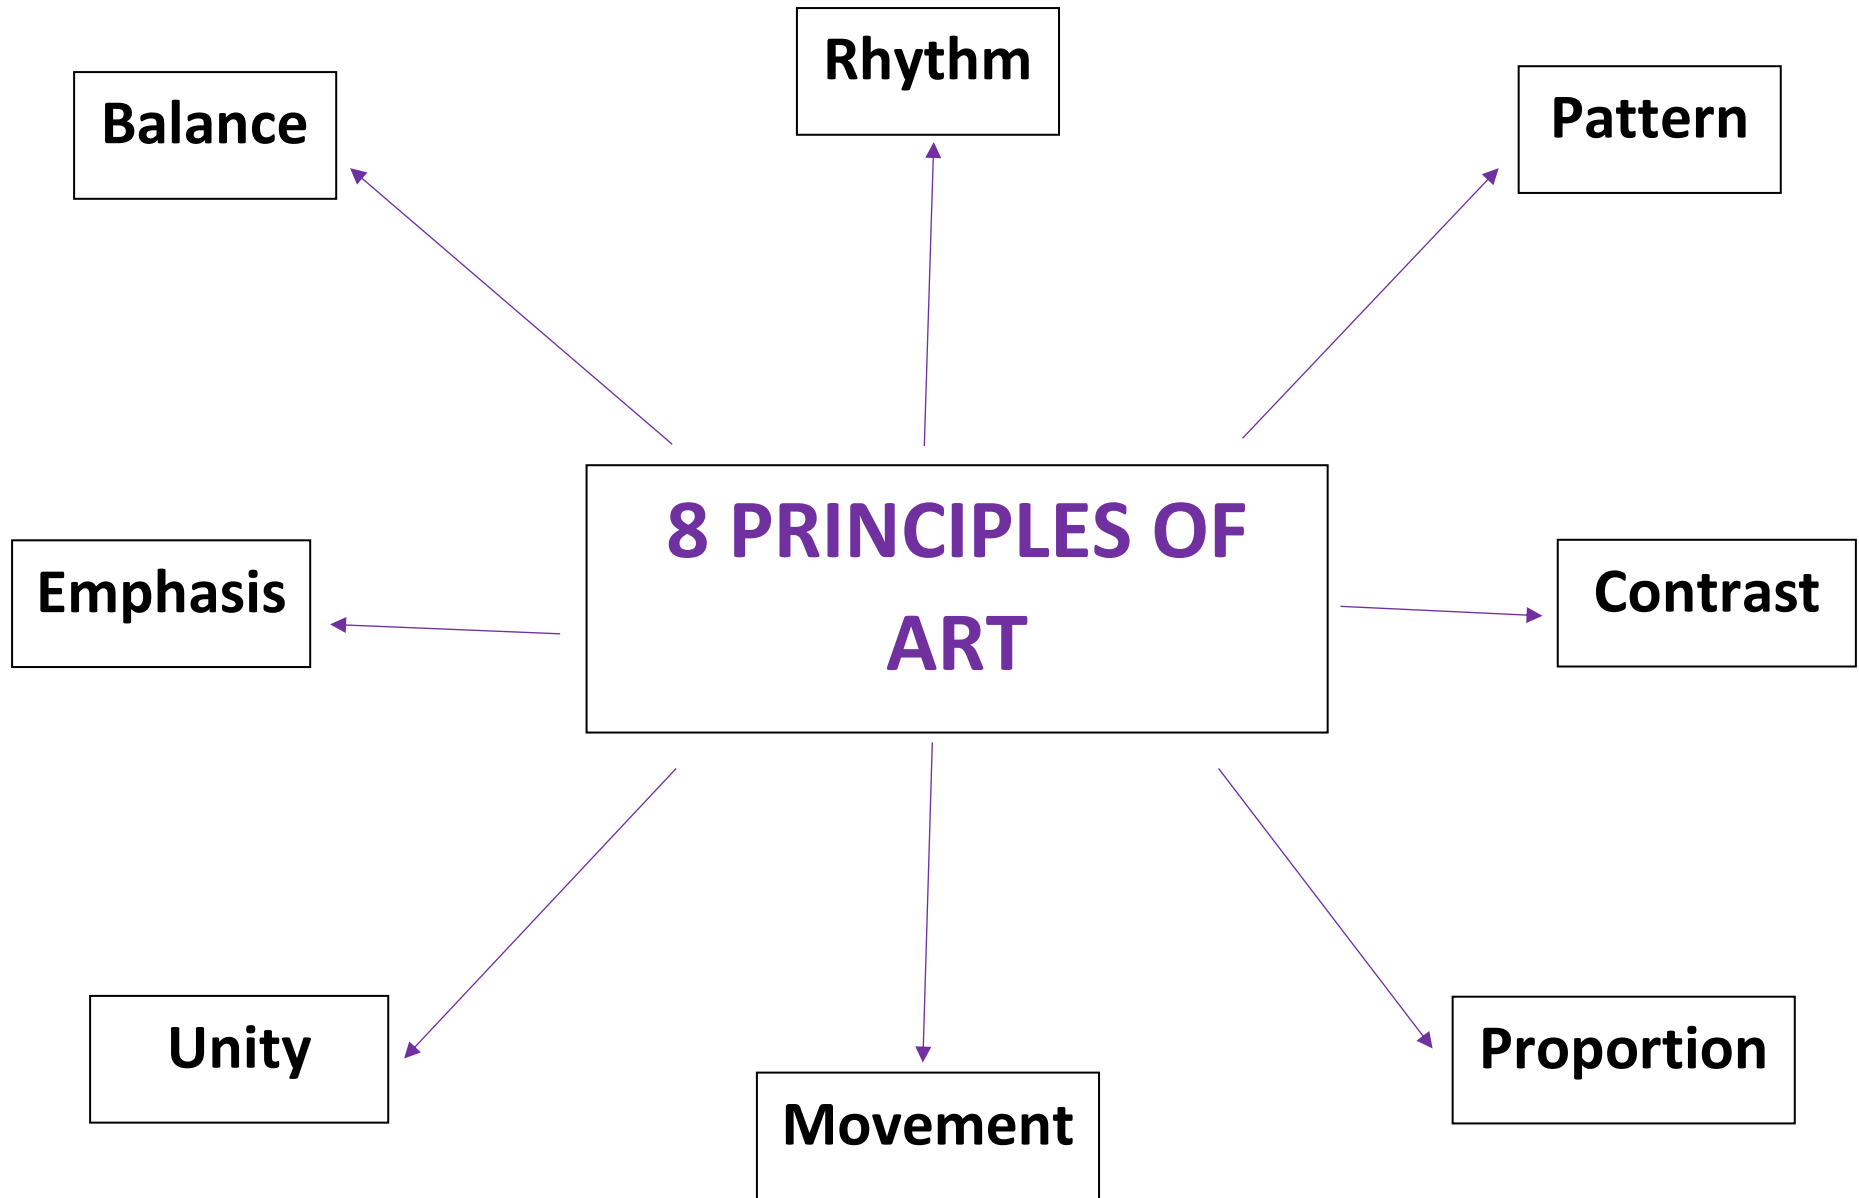 Rhythm
Balance
Pattern
8 PRINCIPLES OF
ART
Emphasis
Contrast
Unity
Proportion
Movement